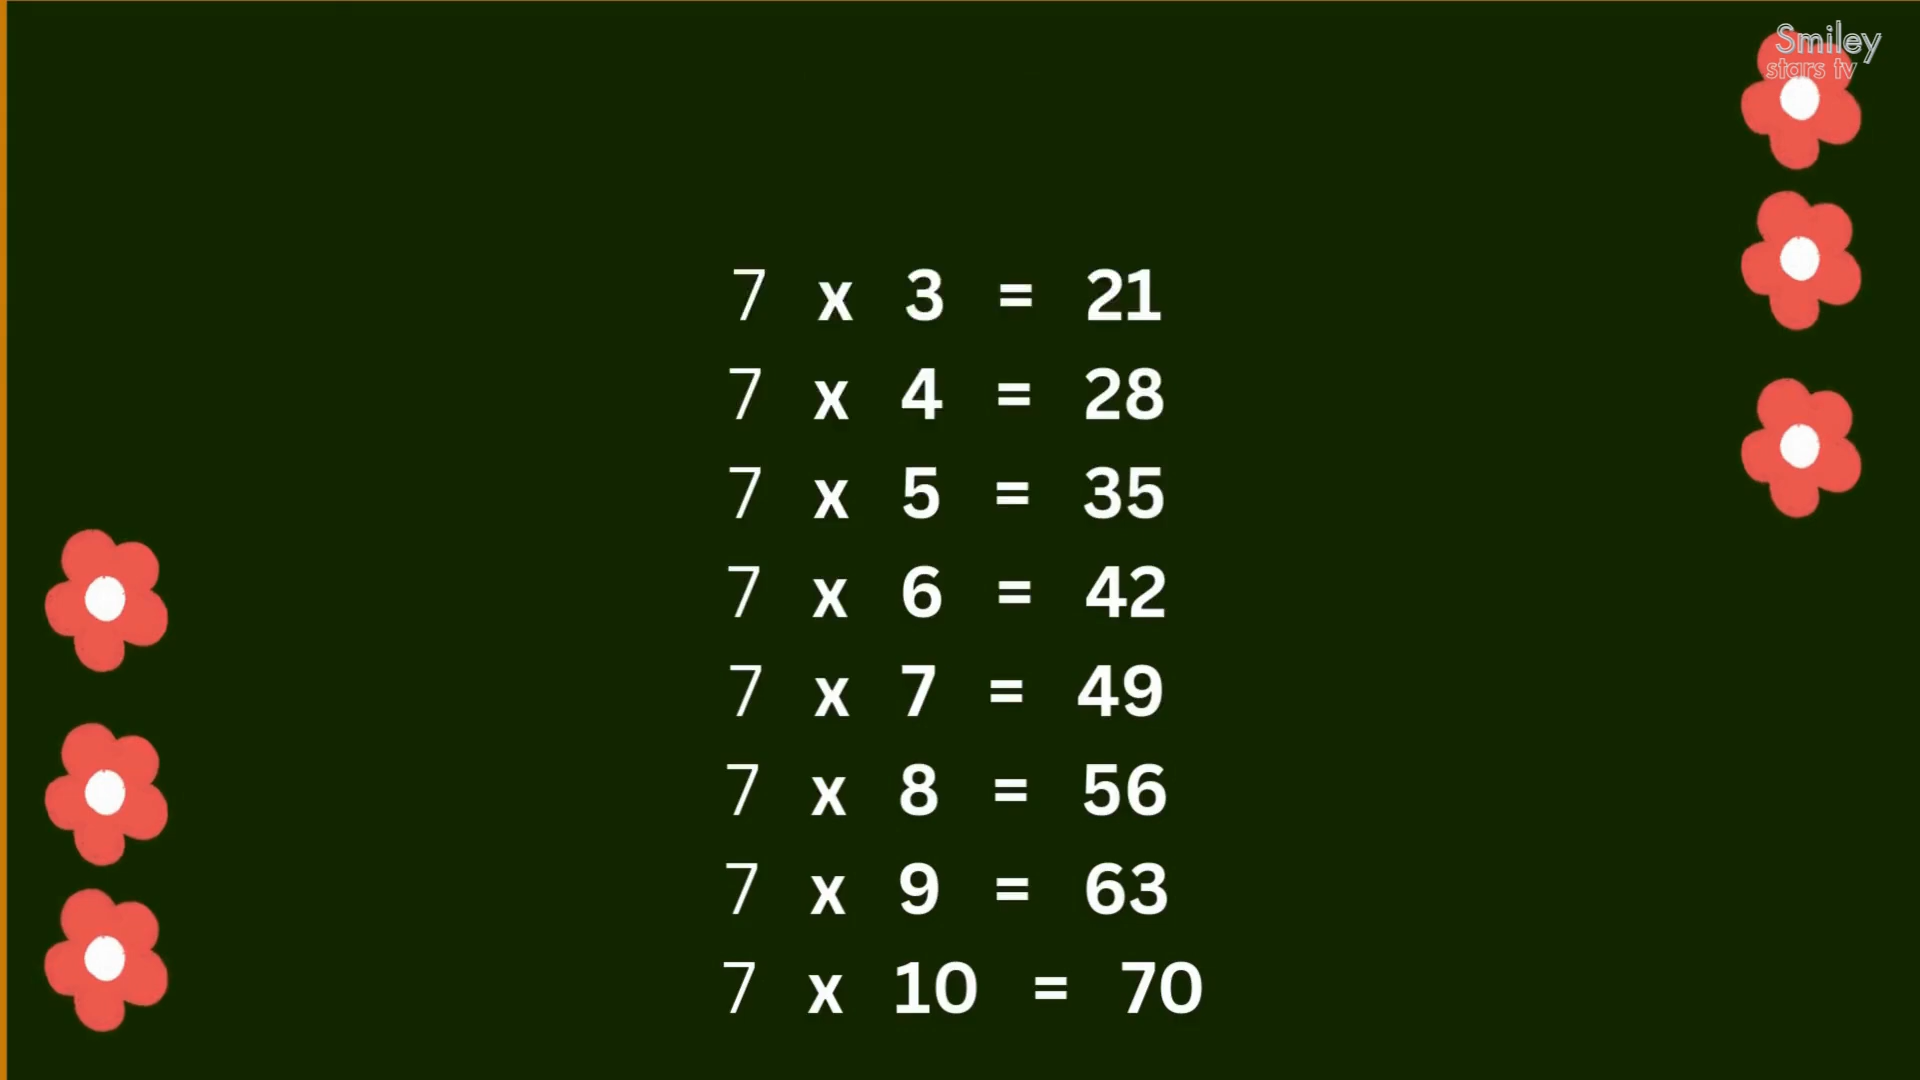 Smiley
stars tv
7 x 3 = 21
7 x 4 = 28
7 x 5 = 35
7 x 6 = 42
7 x 7 = 49
7 x 8 = 56
7 x 9 = 63
7 x 10 = 70